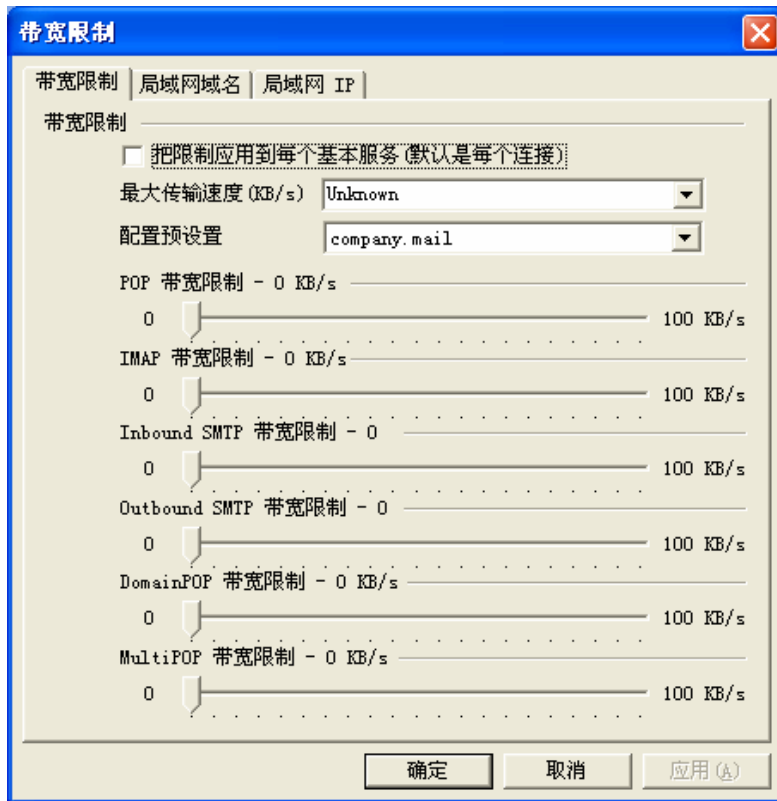 带宽限制
带宽限制 局域网域名 局域网 IP
带宽限制
把限制应用到每个基本服务(默认是每个连接)
最大传输速度(KB/s) Unknown
配置预设置 company.mail
POP 带宽限制 - 0 KB/s
0 100 KB/s
IMAP 带宽限制 - 0 KB/s
0 100 KB/s
Inbound SMTP 带宽限制 - 0
0 100 KB/s
Outbound SMTP 带宽限制 - 0
0 100 KB/s
DomainPOP 带宽限制 - 0 KB/s
0 100 KB/s
MultiPOP 带宽限制 - 0 KB/s
0 100 KB/s
确定 取消 应用(A)